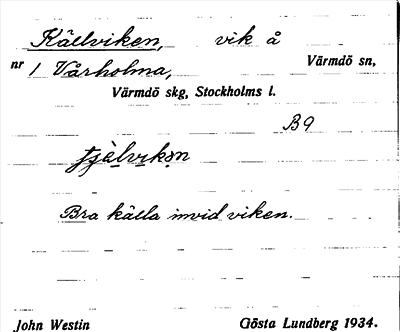 Källviken, vik å
nr 1 Vårholma, Värmdö sn,
Värmdö skg, Stockholms l.
B9
Bra källa invid viken.
John Westin Gösta Lundberg 1934.